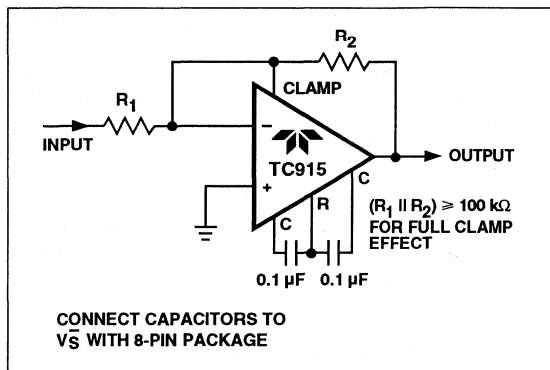 R2
CLAMP
R1
INPUT
−
TC915
OUTPUT
+
C
R
C
(R1 II R2) ⩾ 100 kΩ
FOR FULL CLAMP
EFFECT
0.1 µF 0.1 µF
CONNECT CAPACITORS TO
VS̅ WITH 8-PIN PACKAGE